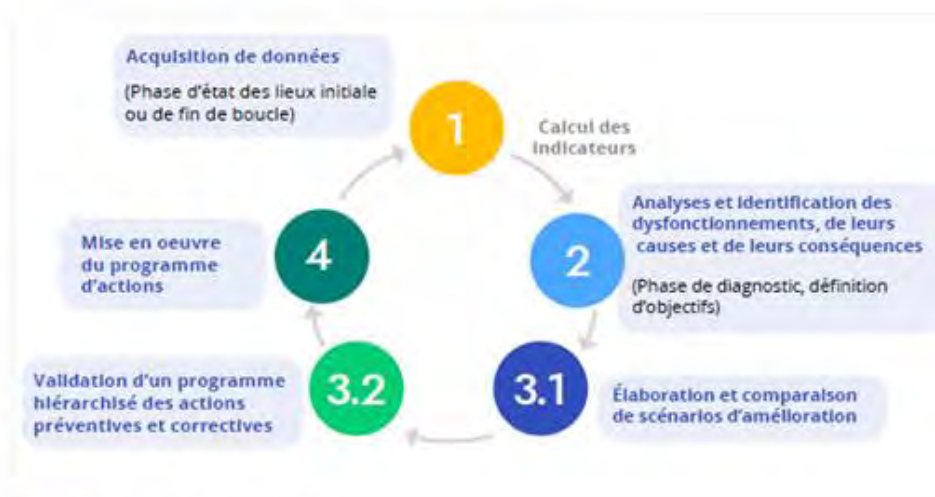 Acquisition de données
(Phase d'état des lieux initiale
ou de fin de boucle)
1
Calcul des
indicateurs
Analyses et identification des
dysfonctionnements, de leurs
causes et de leurs conséquences
(Phase de diagnostic, définition
d'objectifs)
2
3.1
Élaboration et comparaison
de scénarios d'amélioration
3.2
Validation d'un programme
hiérarchisé des actions
préventives et correctives
4
Mise en oeuvre
du programme
d'actions